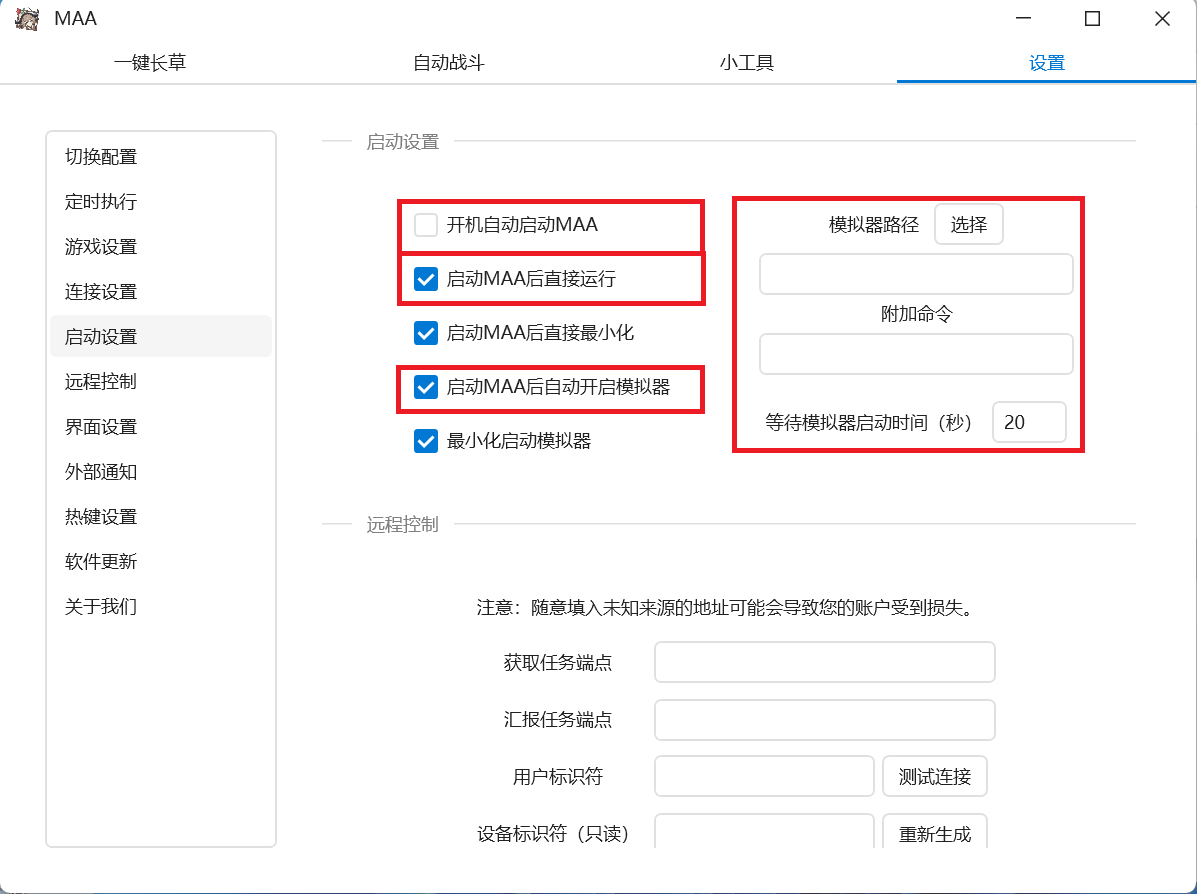 MAA
一键长草
自动战斗
小工具
设置
切换配置
定时执行
游戏设置
连接设置
启动设置
远程控制
界面设置
外部通知
热键设置
软件更新
关于我们
启动设置
开机自动启动MAA
启动MAA后直接运行
启动MAA后直接最小化
启动MAA后自动开启模拟器
最小化启动模拟器
模拟器路径 选择
附加命令
等待模拟器启动时间（秒） 20
远程控制
注意：随意填入未知来源的地址可能会导致您的账户受到损失。
获取任务端点
汇报任务端点
用户标识符 测试连接
设备标识符（只读） 重新生成